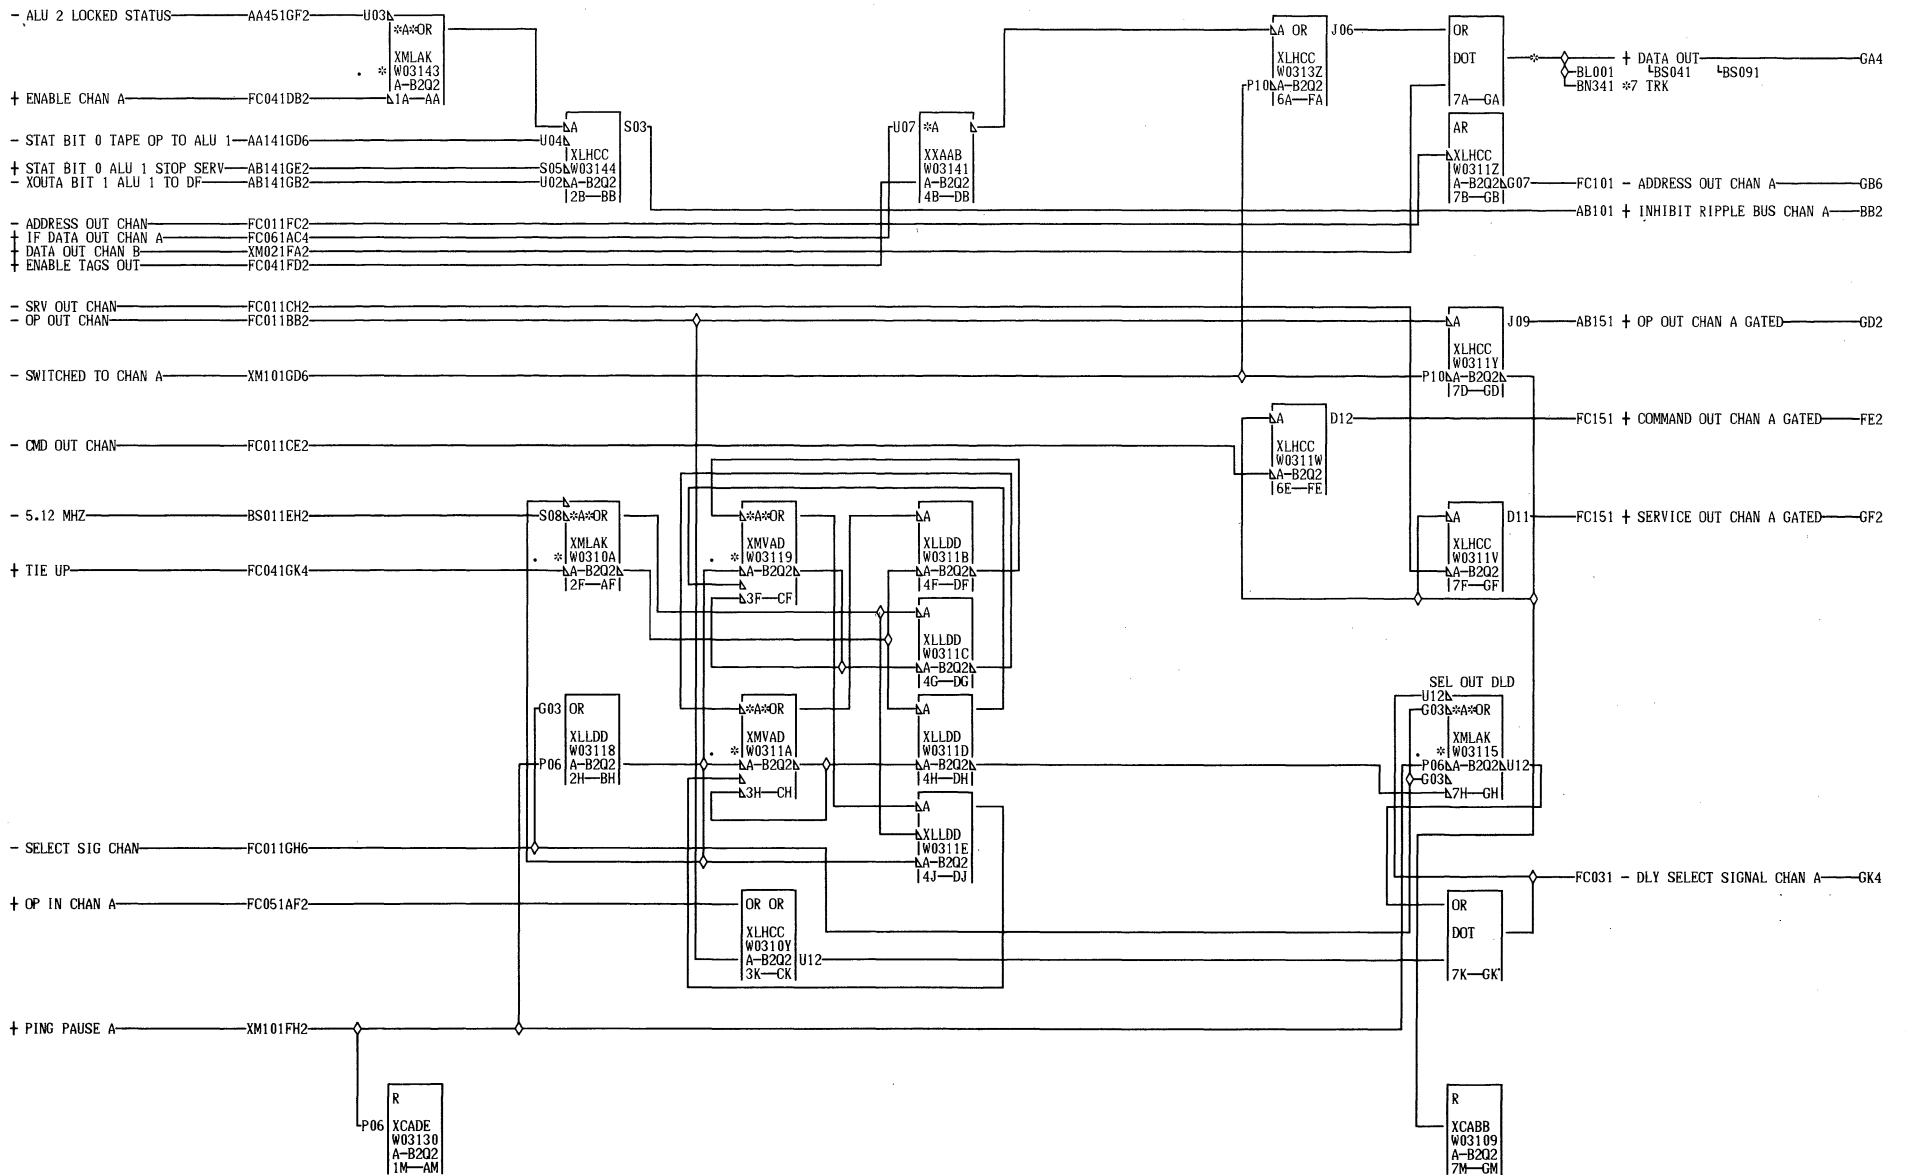 - ALU 2 LOCKED STATUS AA451GF2 U03
+ ENABLE CHAN A FC041DB2
*A*OR
XMLAK
* W03143
A-B2Q2
1A AA
- STAT BIT 0 TAPE OP TO ALU 1 AA141GD6 U04
+ STAT BIT 0 ALU 1 STOP SERV AB141GE2 S05
- XOUTA BIT 1 ALU 1 TO DF AB141GB2 U02
A S03
XLHCC
W03144
A-B2Q2
2B BB
- ADDRESS OUT CHAN FC011FC2
+ IF DATA OUT CHAN A FC061AC4
+ DATA OUT CHAN B XM021FA2
+ ENABLE TAGS OUT FC041FD2
U07 *A
XXAAB
W03141
A-B2Q2
4B DB
A OR J06
XLHCC
W0313Z
P10 A-B2Q2
6A FA
OR
DOT
7A GA
* + DATA OUT GA4
BL001 BS041 BS091
BN341 *7 TRK
AR
XLHCC
W0311Z
A-B2Q2 G07 FC101 - ADDRESS OUT CHAN A GB6
7B GB
AB101 + INHIBIT RIPPLE BUS CHAN A BB2
- SRV OUT CHAN FC011CH2
- OP OUT CHAN FC011BB2
- SWITCHED TO CHAN A XM101GD6
A J09 AB151 + OP OUT CHAN A GATED GD2
XLHCC
W0311Y
P10 A-B2Q2
7D GD
- CMD OUT CHAN FC011CE2
A D12 FC151 + COMMAND OUT CHAN A GATED FE2
XLHCC
W0311W
A-B2Q2
6E FE
- 5.12 MHZ BS011EH2 S08
+ TIE UP FC041GK4
*A*OR
XMLAK
* W0310A
A-B2Q2
2F AF
*A*OR
XMVAD
* W03119
A-B2Q2
3F CF
A
XLLDD
W0311B
A-B2Q2
4F DF
A D11 FC151 + SERVICE OUT CHAN A GATED GF2
XLHCC
W0311V
A-B2Q2
7F GF
A
XLLDD
W0311C
A-B2Q2
4G DG
G03 OR
XLLDD
W03118
P06 A-B2Q2
2H BH
*A*OR
XMVAD
* W0311A
A-B2Q2
3H CH
A
XLLDD
W0311D
A-B2Q2
4H DH
SEL OUT DLD
U12
G03 *A*OR
XMLAK
* W03115
P06 A-B2Q2 U12
G03
7H GH
A
XLLDD
W0311E
A-B2Q2
4J DJ
- SELECT SIG CHAN FC011GH6
+ OP IN CHAN A FC051AF2
OR OR
XLHCC
W0310Y
A-B2Q2 U12
3K CK
FC031 - DLY SELECT SIGNAL CHAN A GK4
OR
DOT
7K GK
+ PING PAUSE A XM101FH2
R
P06 XCADE
W03130
A-B2Q2
1M AM
R
XCABB
W03109
A-B2Q2
7M GM